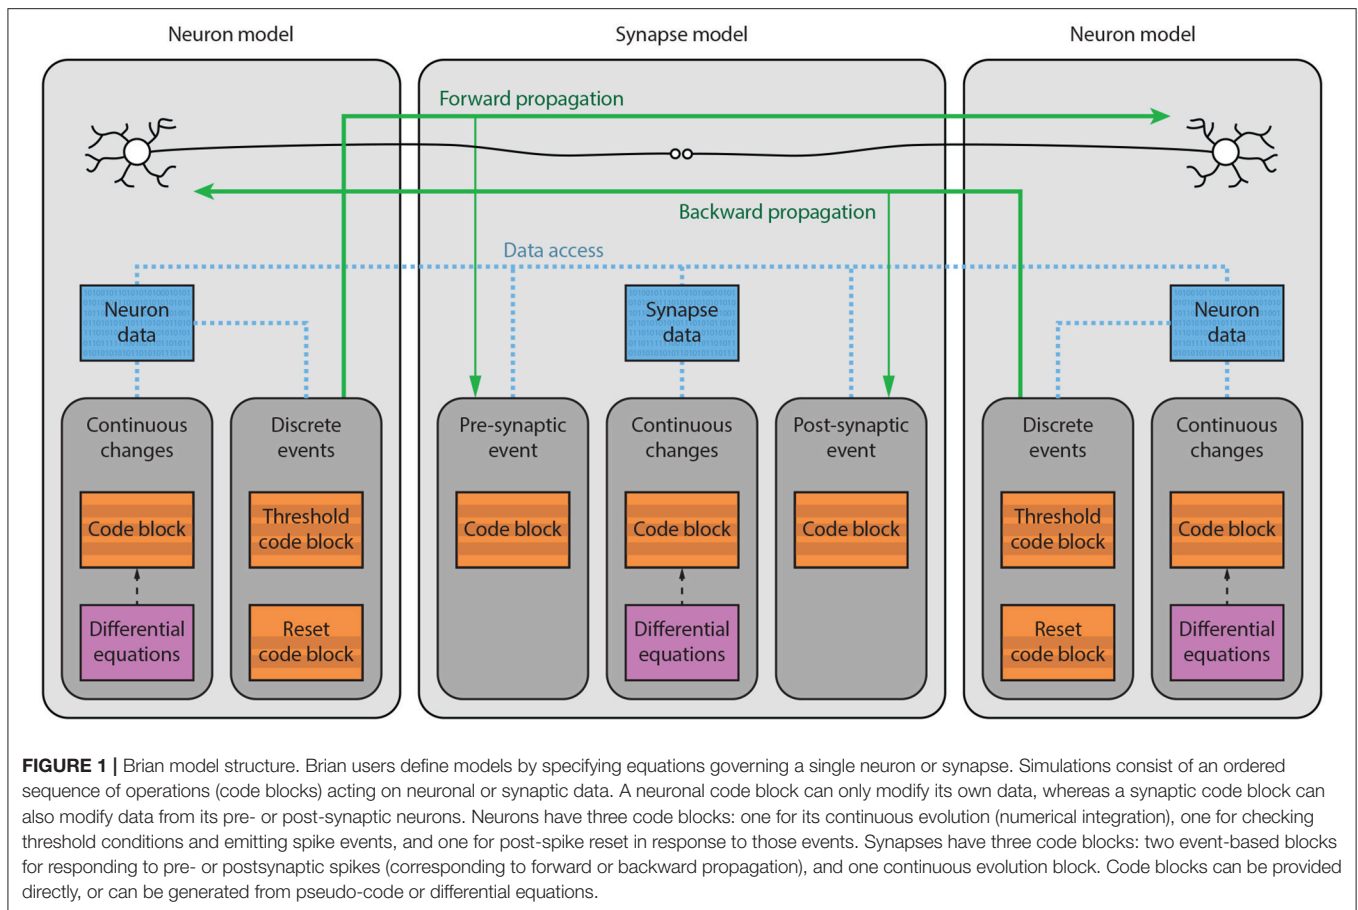 Neuron model
Synapse model
Neuron model
Forward propagation
Backward propagation
Data access
Neuron
data
Synapse
data
Neuron
data
Continuous
changes
Code block
Differential
equations
Discrete
events
Threshold
code block
Reset
code block
Pre-synaptic
event
Code block
Continuous
changes
Code block
Differential
equations
Post-synaptic
event
Code block
Discrete
events
Threshold
code block
Reset
code block
Continuous
changes
Code block
Differential
equations
FIGURE 1 | Brian model structure. Brian users define models by specifying equations governing a single neuron or synapse. Simulations consist of an ordered
sequence of operations (code blocks) acting on neuronal or synaptic data. A neuronal code block can only modify its own data, whereas a synaptic code block can
also modify data from its pre- or post-synaptic neurons. Neurons have three code blocks: one for its continuous evolution (numerical integration), one for checking
threshold conditions and emitting spike events, and one for post-spike reset in response to those events. Synapses have three code blocks: two event-based blocks
for responding to pre- or postsynaptic spikes (corresponding to forward or backward propagation), and one continuous evolution block. Code blocks can be provided
directly, or can be generated from pseudo-code or differential equations.